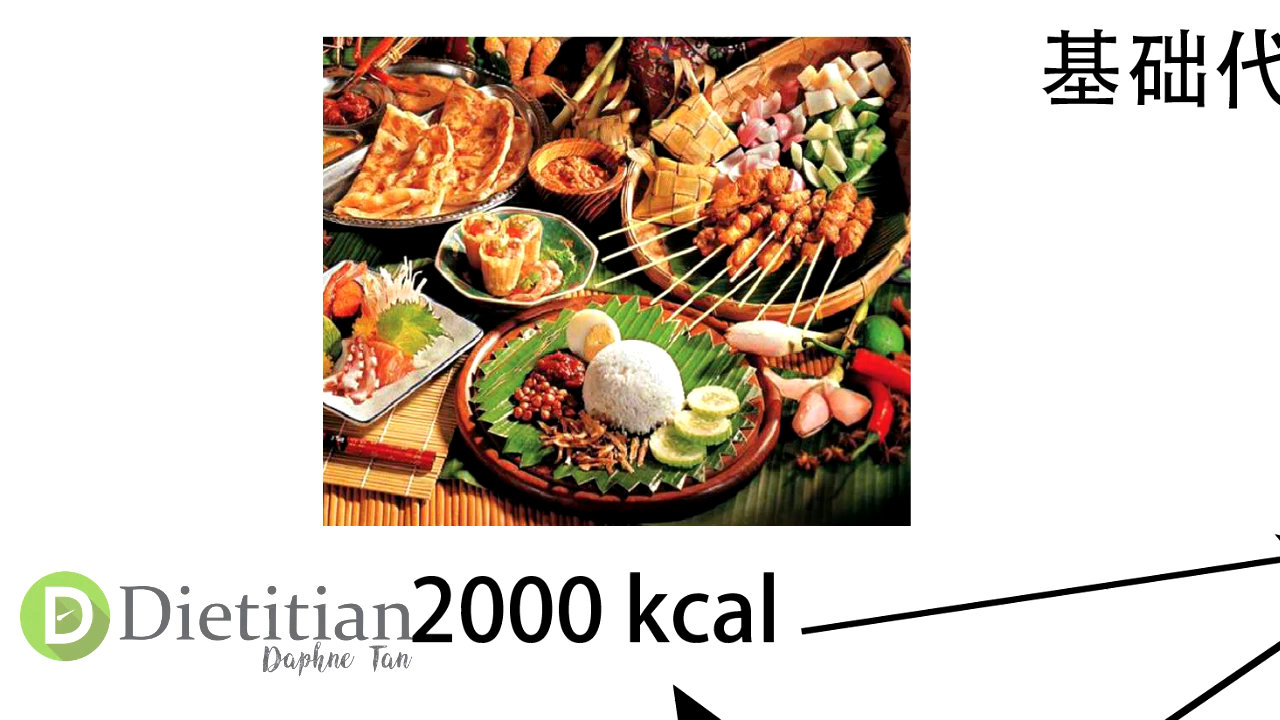 基础代
2000 kcal
Dietitian
Daphne Tan